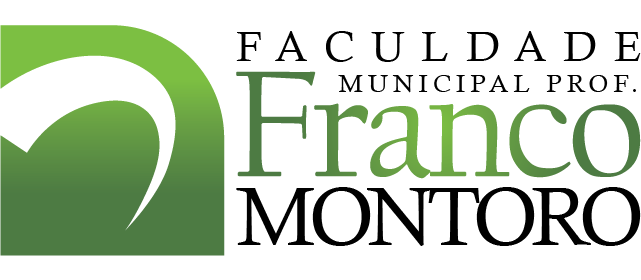 FACULDADE
MUNICIPAL PROF.
Franco
MONTORO